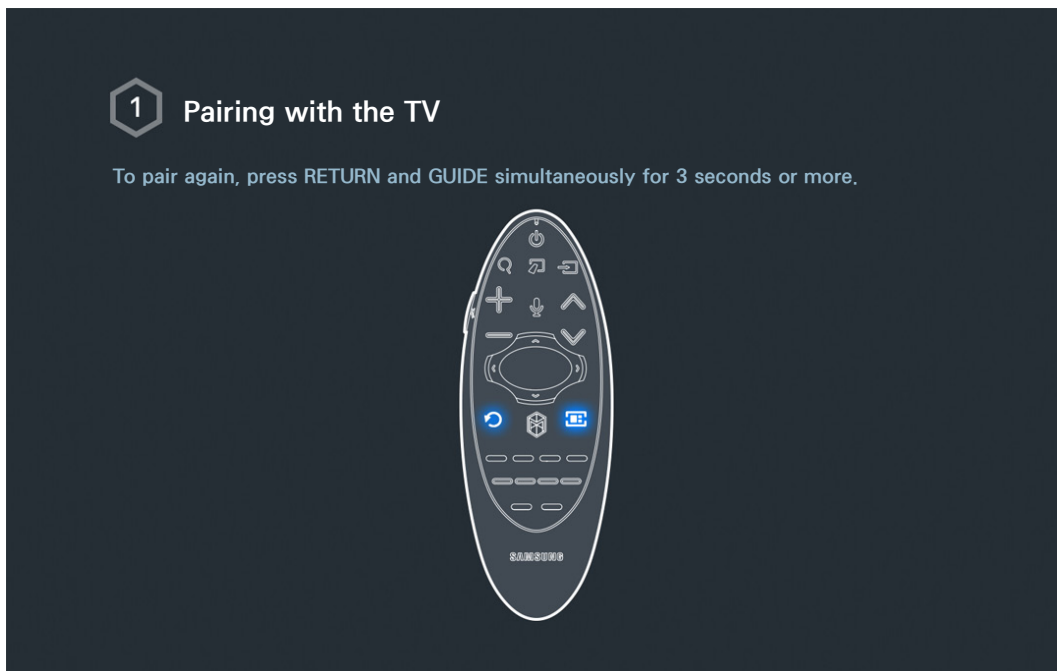 1
Pairing with the TV
To pair again, press RETURN and GUIDE simultaneously for 3 seconds or more.
SAMSUNG